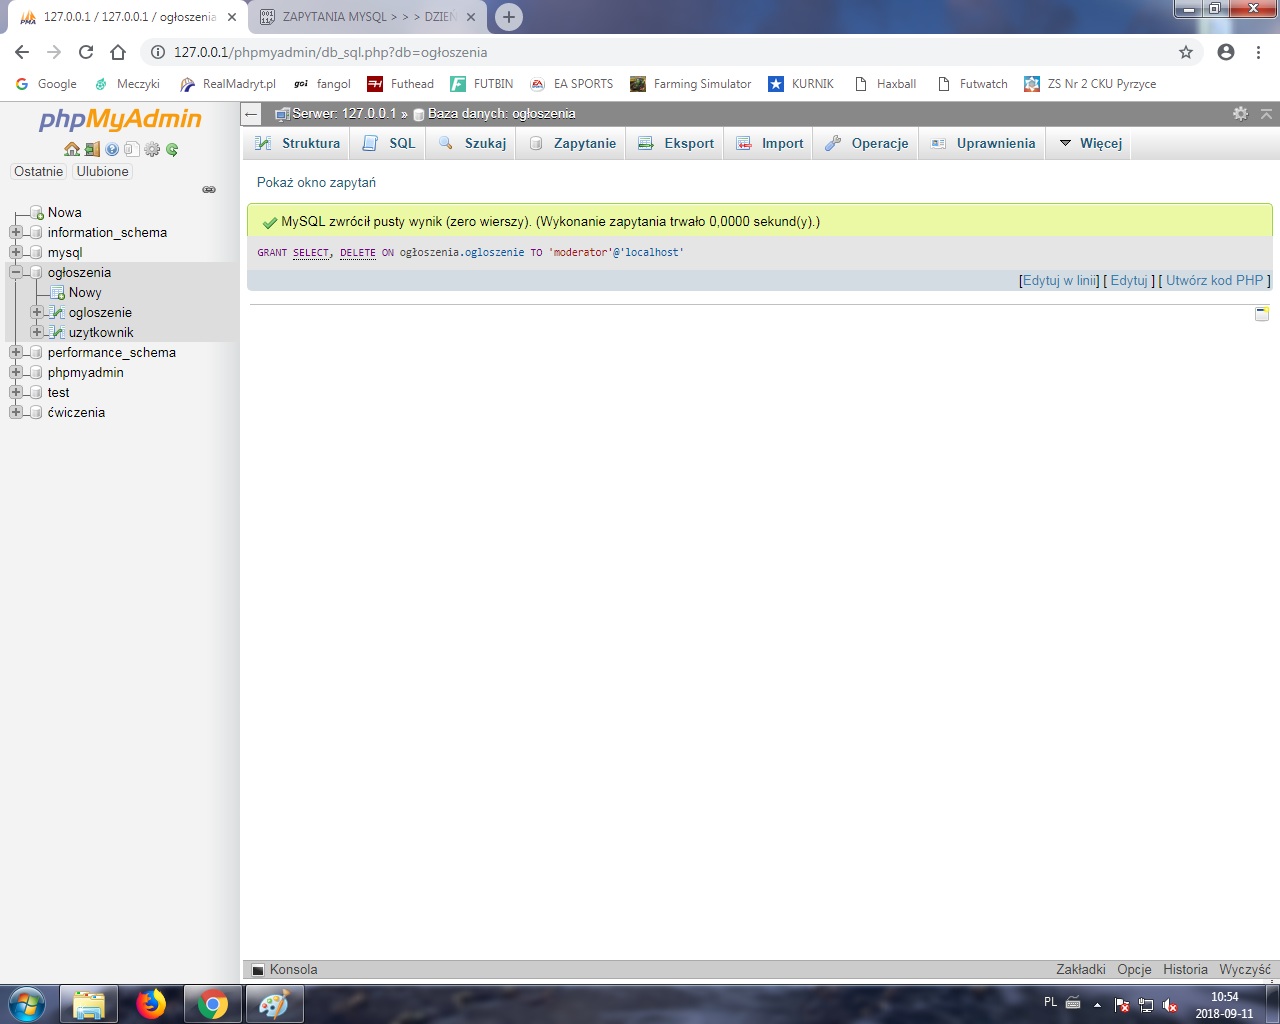 127.0.0.1 / 127.0.0.1 / ogłoszenia
ZAPYTANIA MYSQL > > > DZIEŃ
127.0.0.1/phpmyadmin/db_sql.php?db=ogłoszenia
Google Meczyki RealMadryt.pl goi fangol Futhead FUTBIN EA SPORTS Farming Simulator KURNIK Haxball Futwatch ZS Nr 2 CKU Pyrzyce
phpMyAdmin
Ostatnie Ulubione
Nowa
information_schema
mysql
ogłoszenia
Nowy
ogloszenie
uzytkownik
performance_schema
phpmyadmin
test
ćwiczenia
Serwer: 127.0.0.1 » Baza danych: ogłoszenia
Struktura SQL Szukaj Zapytanie Eksport Import Operacje Uprawnienia Więcej
Pokaż okno zapytań
MySQL zwrócił pusty wynik (zero wierszy). (Wykonanie zapytania trwało 0,0000 sekund(y).)
GRANT SELECT, DELETE ON ogłoszenia.ogloszenie TO 'moderator'@'localhost'
[Edytuj w linii] [ Edytuj ] [ Utwórz kod PHP ]
Konsola
Zakładki Opcje Historia Wyczyść
PL
10:54
2018-09-11